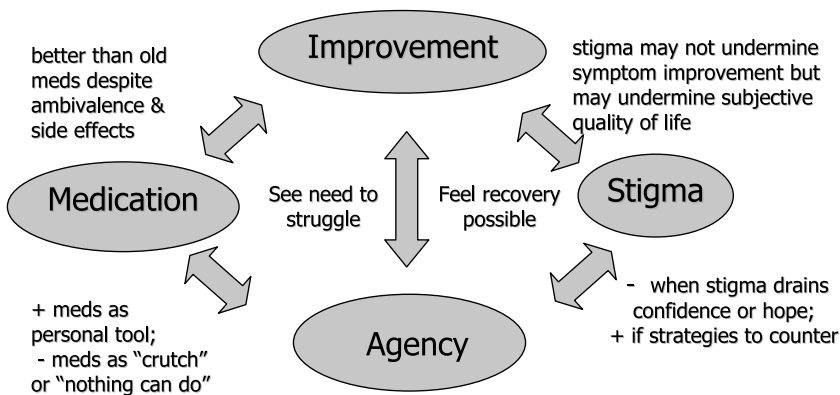 Improvement
better than old
meds despite
ambivalence &
side effects
stigma may not undermine
symptom improvement but
may undermine subjective
quality of life
Medication
See need to
struggle
Feel recovery
possible
Stigma
+ meds as
personal tool;
- meds as “crutch”
or “nothing can do”
Agency
- when stigma drains
confidence or hope;
+ if strategies to counter